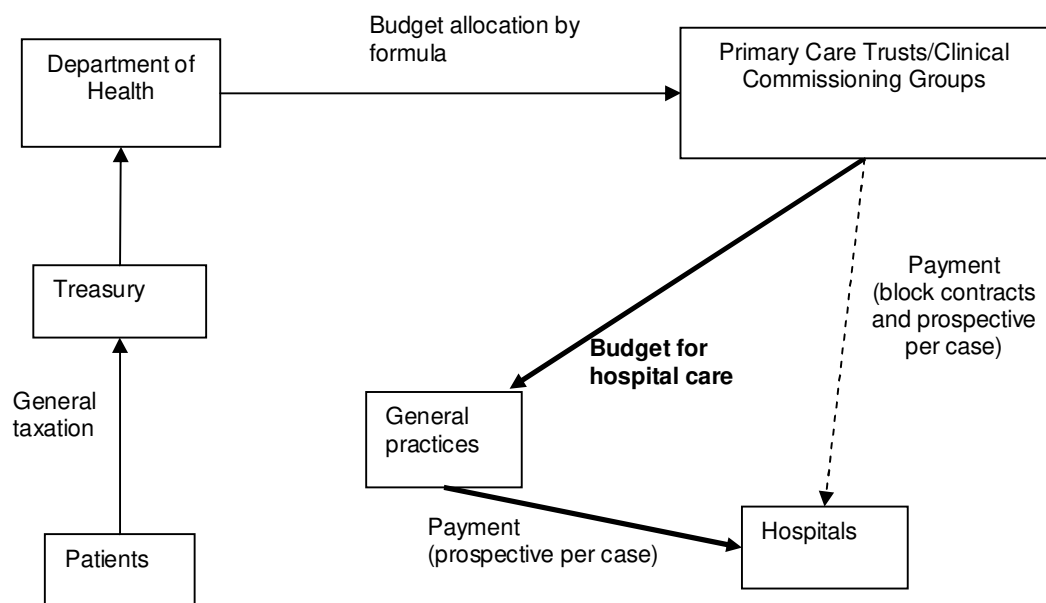 Budget allocation by
formula
Department of
Health
Primary Care Trusts/Clinical
Commissioning Groups
Treasury
Payment
(block contracts
and prospective
per case)
Budget for
hospital care
General
taxation
General
practices
Payment
(prospective per case)
Hospitals
Patients